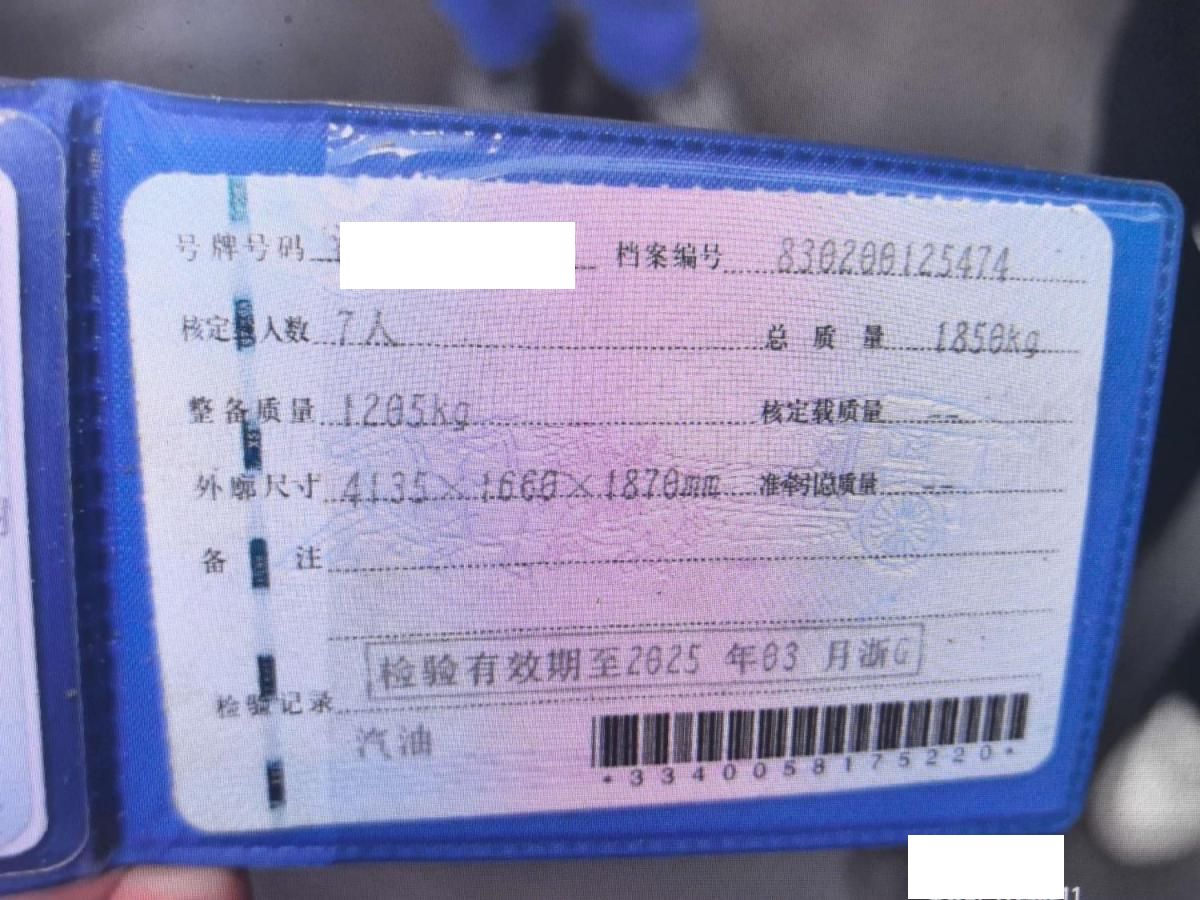 号牌号码 档案编号 830200125474
核定载人数 7人 总质量 1850kg
整备质量 1205kg 核定载质量 --
外廓尺寸 4135×1660×1870mm 准牵引总质量 --
备注
检验有效期至2025年03月浙G
检验记录
汽油
*3340058175220*
11